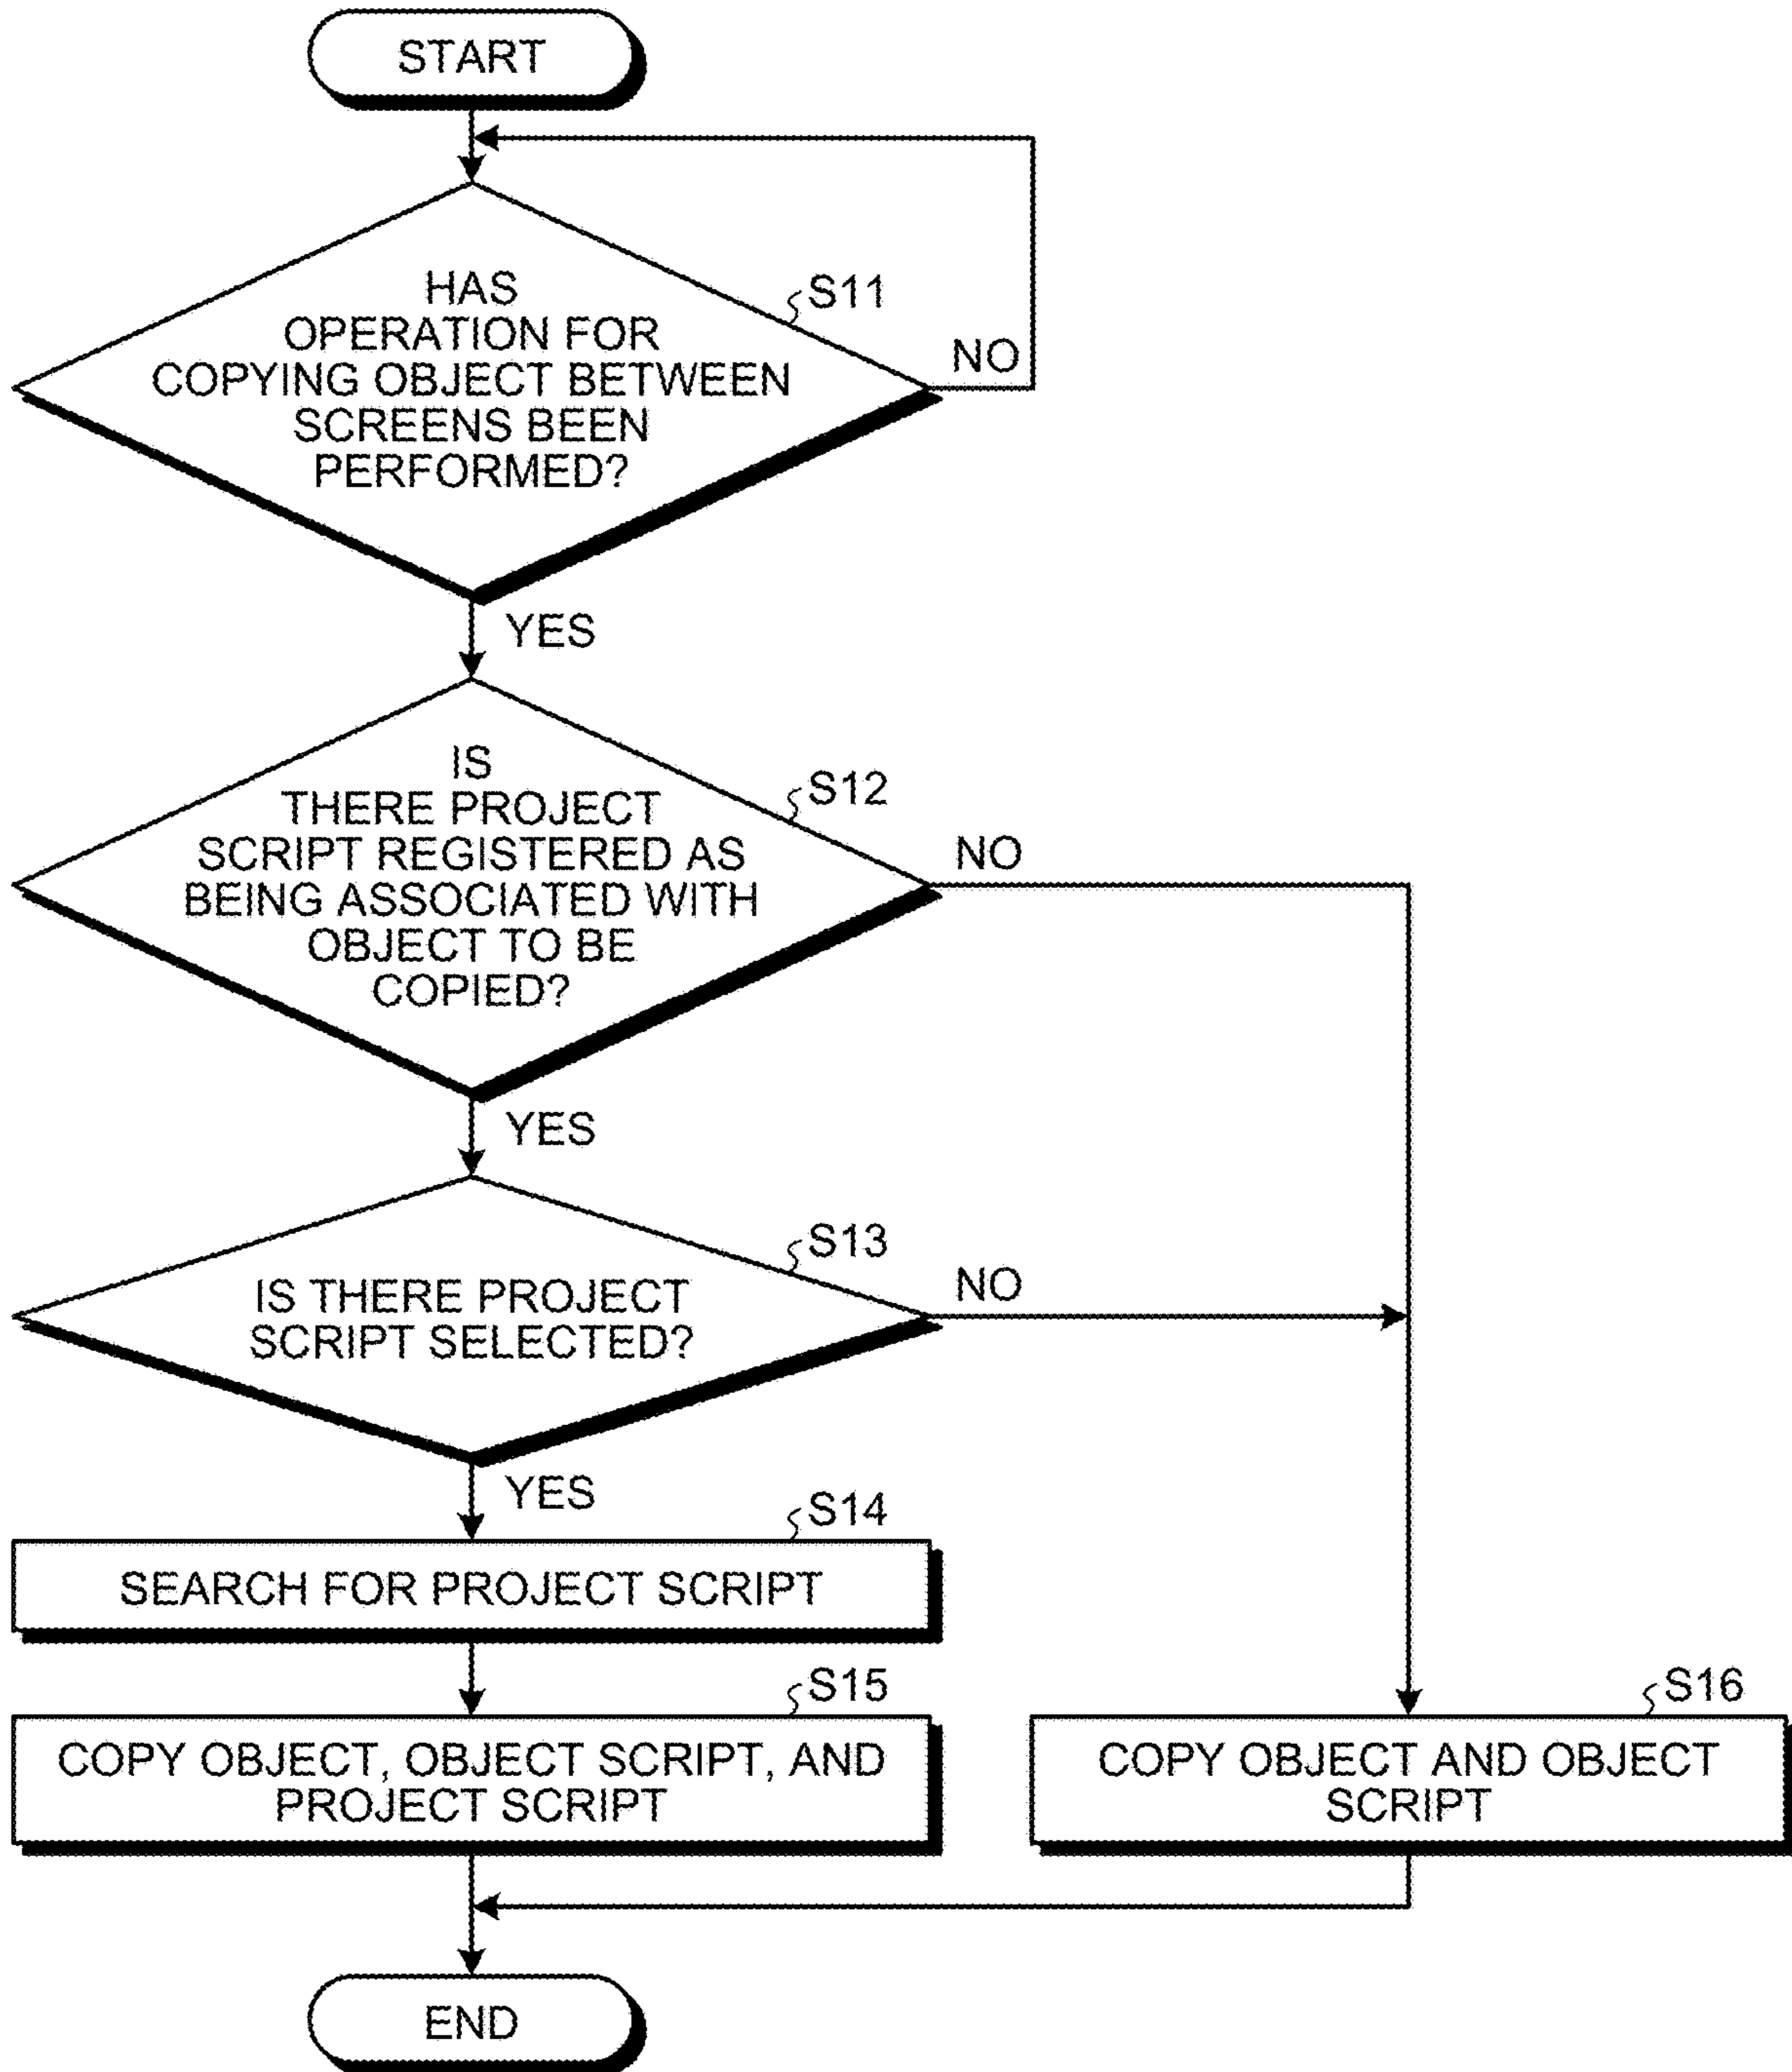 START
HAS
OPERATION FOR
COPYING OBJECT BETWEEN
SCREENS BEEN
PERFORMED?
S11
NO
YES
IS
THERE PROJECT
SCRIPT REGISTERED AS
BEING ASSOCIATED WITH
OBJECT TO BE
COPIED?
S12
NO
YES
IS THERE PROJECT
SCRIPT SELECTED?
S13
NO
YES
S14
SEARCH FOR PROJECT SCRIPT
S15
COPY OBJECT, OBJECT SCRIPT, AND
PROJECT SCRIPT
S16
COPY OBJECT AND OBJECT
SCRIPT
END